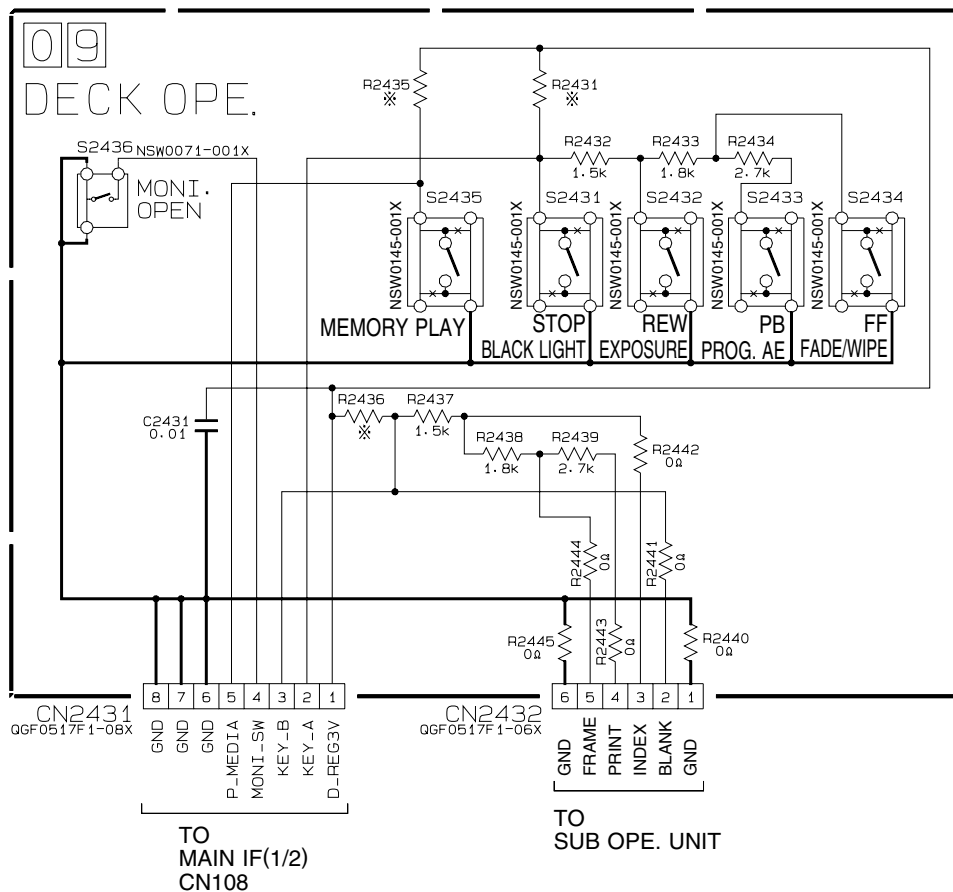 09
DECK OPE.
S2436 NSW0071-001X
MONI.
OPEN
R2435
※
R2431
※
R2432
1.5k
R2433
1.8k
R2434
2.7k
S2435
NSW0145-001X
MEMORY PLAY
S2431
NSW0145-001X
STOP
BLACK LIGHT
S2432
NSW0145-001X
REW
EXPOSURE
S2433
NSW0145-001X
PB
PROG. AE
S2434
NSW0145-001X
FF
FADE/WIPE
C2431
0.01
R2436
※
R2437
1.5k
R2438
1.8k
R2439
2.7k
R2442
0Ω
R2444
0Ω
R2441
0Ω
R2445
0Ω
R2443
0Ω
R2440
0Ω
CN2431
QGF0517F1-08X
8 7 6 5 4 3 2 1
GND
GND
GND
P_MEDIA
MONI_SW
KEY_B
KEY_A
D_REG3V
TO
MAIN IF(1/2)
CN108
CN2432
QGF0517F1-06X
6 5 4 3 2 1
GND
FRAME
PRINT
INDEX
BLANK
GND
TO
SUB OPE. UNIT